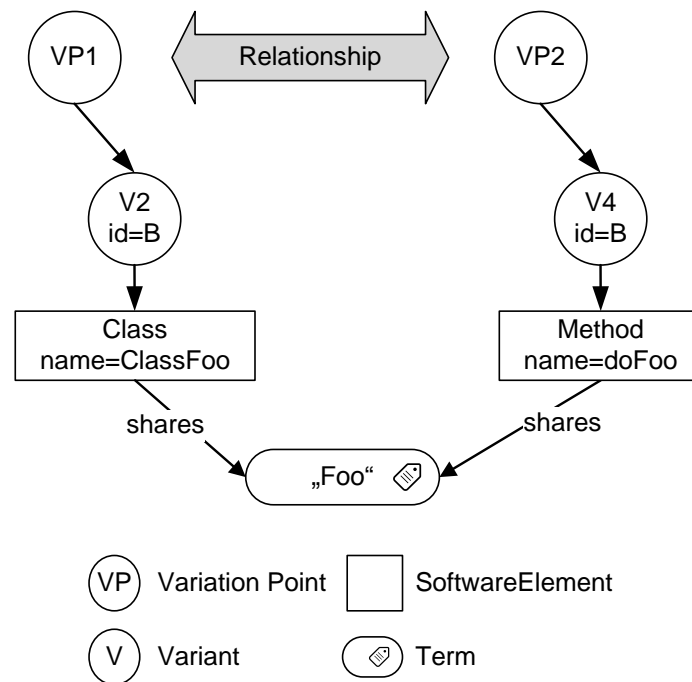 VP1
Relationship
VP2
V2
id=B
V4
id=B
Class
name=ClassFoo
Method
name=doFoo
shares
shares
„Foo“
VP
Variation Point
SoftwareElement
V
Variant
Term